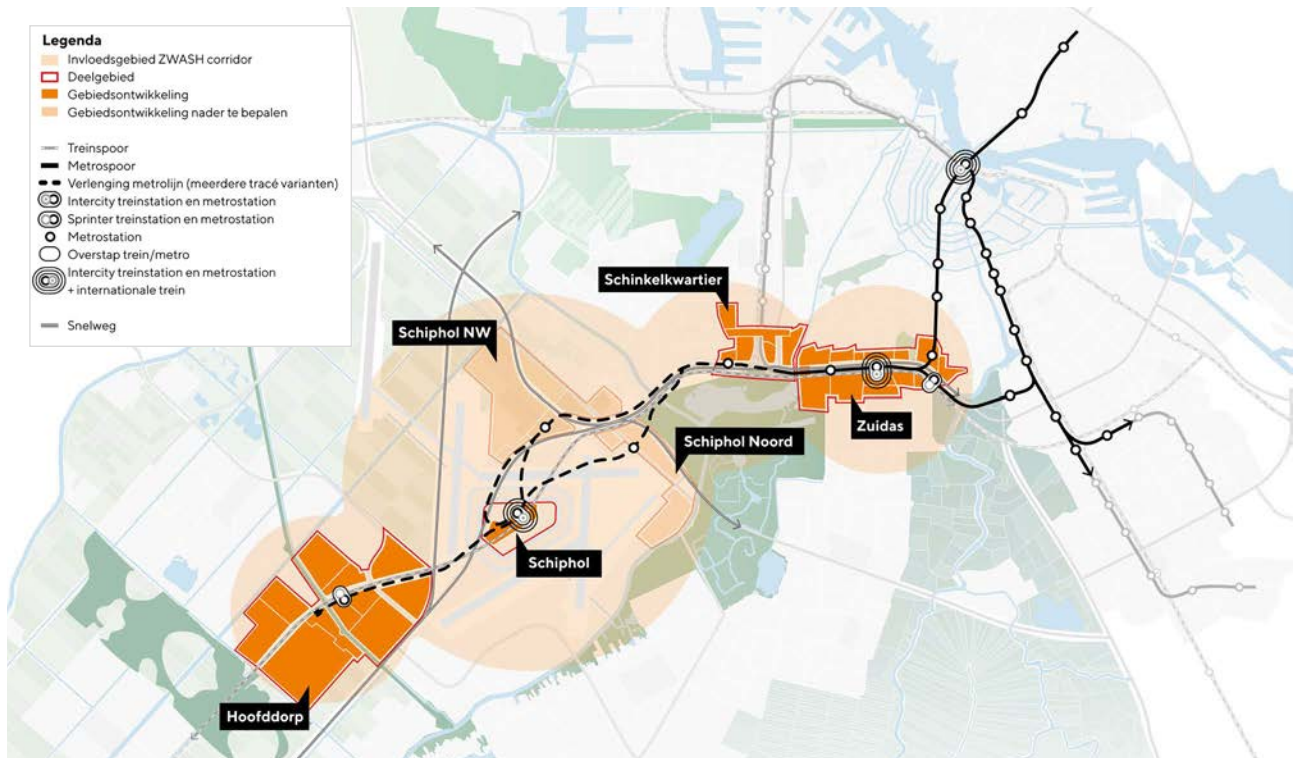 Legenda
Invloedsgebied ZWASH corridor
Deelgebied
Gebiedsontwikkeling
Gebiedsontwikkeling nader te bepalen
Treinspoor
Metrospoor
Verlenging metrolijn (meerdere tracé varianten)
Intercity treinstation en metrostation
Sprinter treinstation en metrostation
Metrostation
Overstap trein/metro
Intercity treinstation en metrostation
+ internationale trein
Snelweg
Schinkelkwartier
Schiphol NW
Zuidas
Schiphol Noord
Schiphol
Hoofddorp